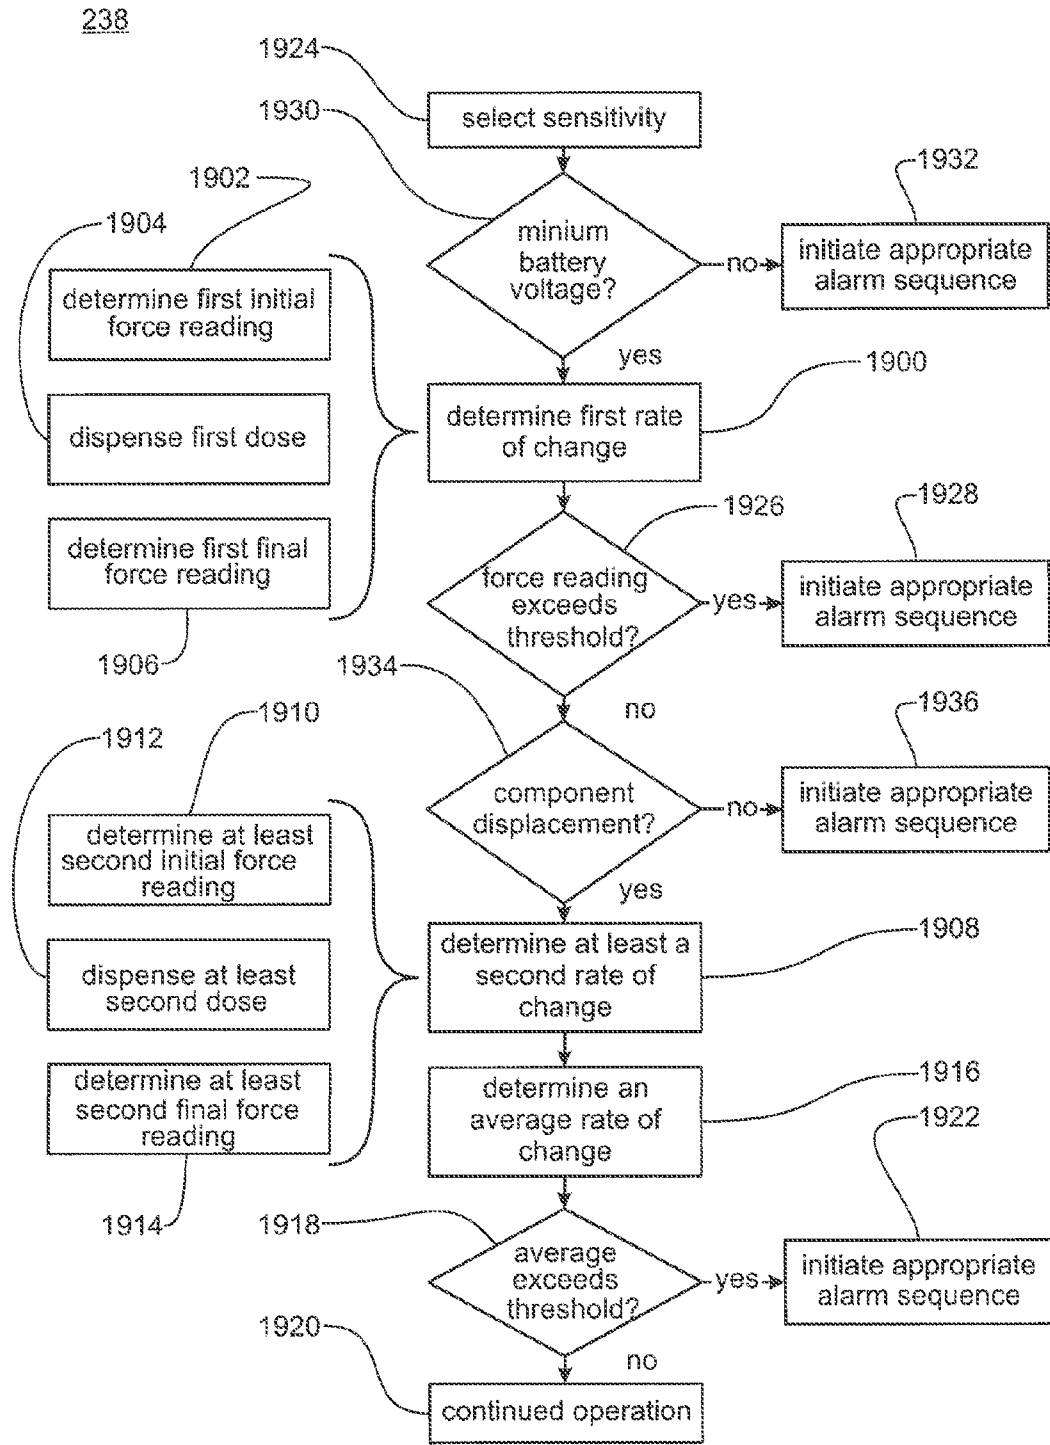 238
1924
select sensitivity
1930
minium
battery
voltage?
no
1932
initiate appropriate
alarm sequence
1902
1904
determine first initial
force reading
dispense first dose
determine first final
force reading
1906
yes
1900
determine first rate
of change
1926
force reading
exceeds
threshold?
yes
1928
initiate appropriate
alarm sequence
no
1934
component
displacement?
no
1936
initiate appropriate
alarm sequence
1910
1912
determine at least
second initial force
reading
dispense at least
second dose
determine at least
second final force
reading
1914
yes
1908
determine at least a
second rate of
change
1916
determine an
average rate of
change
1918
average
exceeds
threshold?
yes
1922
initiate appropriate
alarm sequence
no
1920
continued operation